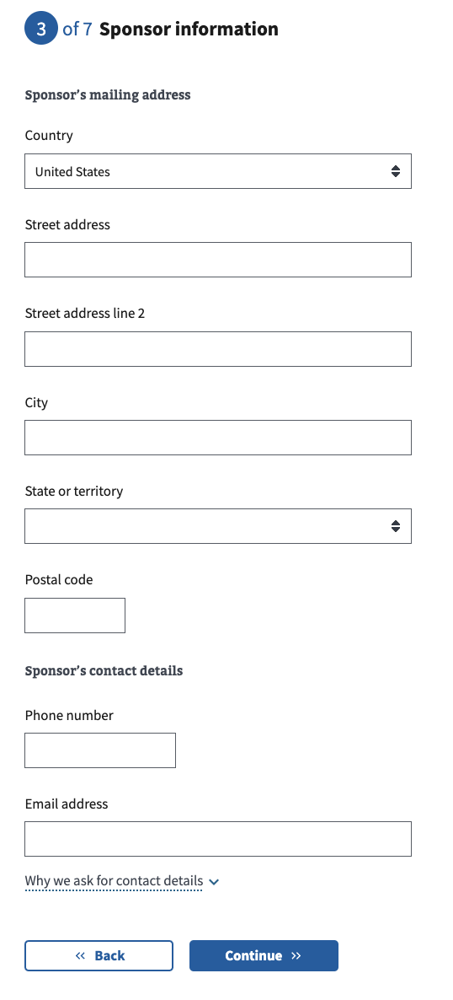 3 of 7 Sponsor information
Sponsor’s mailing address
Country
United States
Street address
Street address line 2
City
State or territory
Postal code
Sponsor’s contact details
Phone number
Email address
Why we ask for contact details
« Back
Continue »